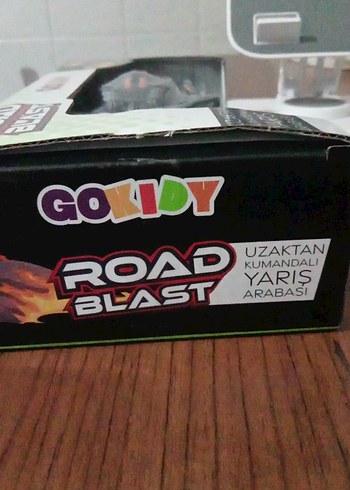 GOKIDY
ROAD
BLAST
UZAKTAN
KUMANDALI
YARIŞ
ARABASI